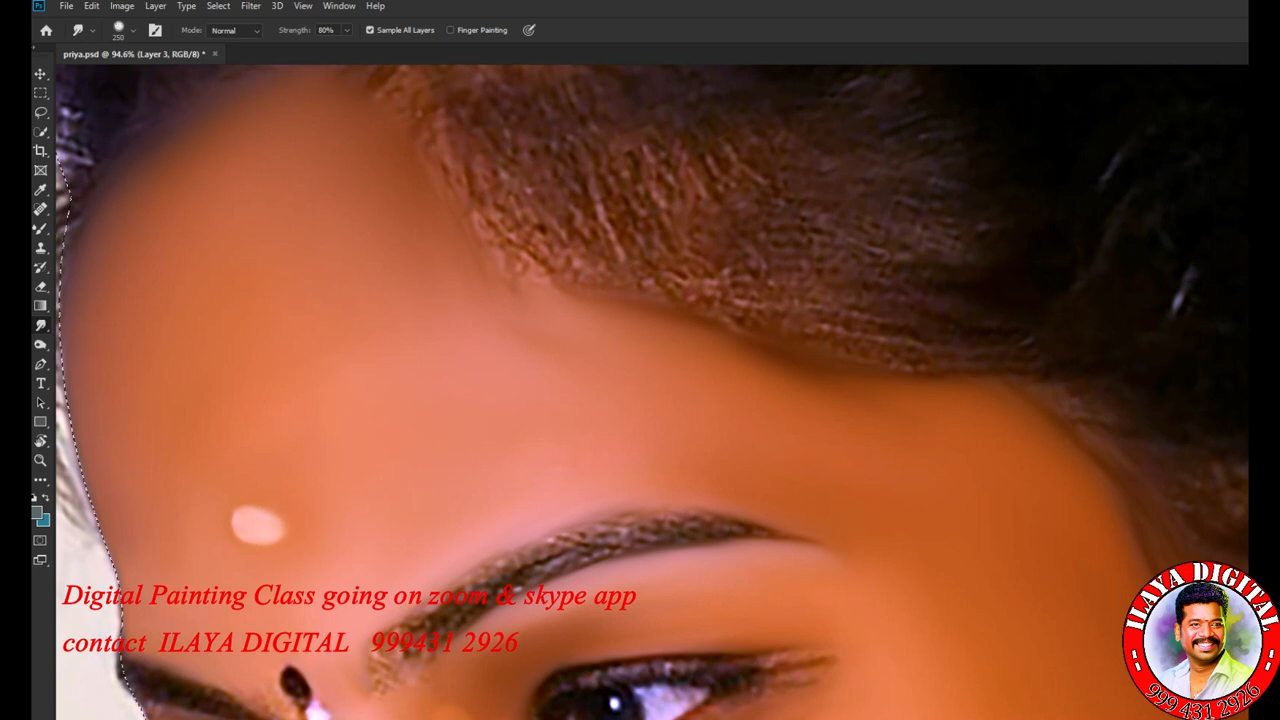 Ps File Edit Image Layer Type Select Filter 3D View Window Help
250 Mode: Normal Strength: 80% Sample All Layers Finger Painting
priya.psd @ 94.6% (Layer 3, RGB/8) * ×
Digital Painting Class going on zoom & skype app
contact ILAYA DIGITAL 999431 2926
ILAYA DIGITAL
999 431 2926